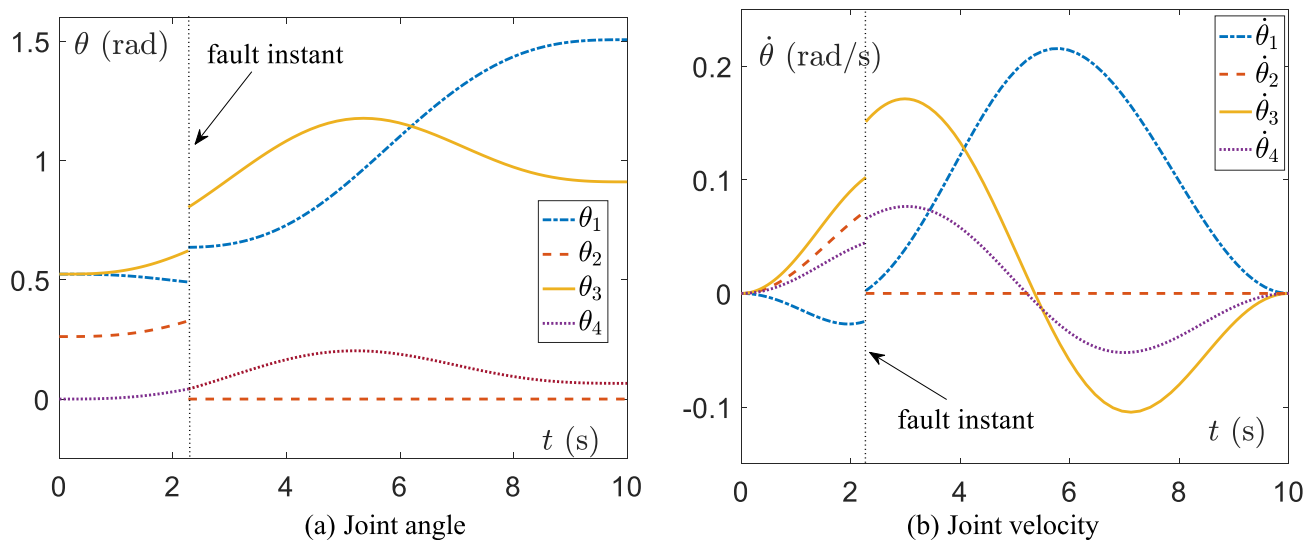 θ (rad)
fault instant
1.5
1
0.5
0
θ₁
θ₂
θ₃
θ₄
t (s)
0 2 4 6 8 10
(a) Joint angle
θ̇ (rad/s)
0.2
0.1
0
-0.1
θ̇₁
θ̇₂
θ̇₃
θ̇₄
fault instant
t (s)
0 2 4 6 8 10
(b) Joint velocity